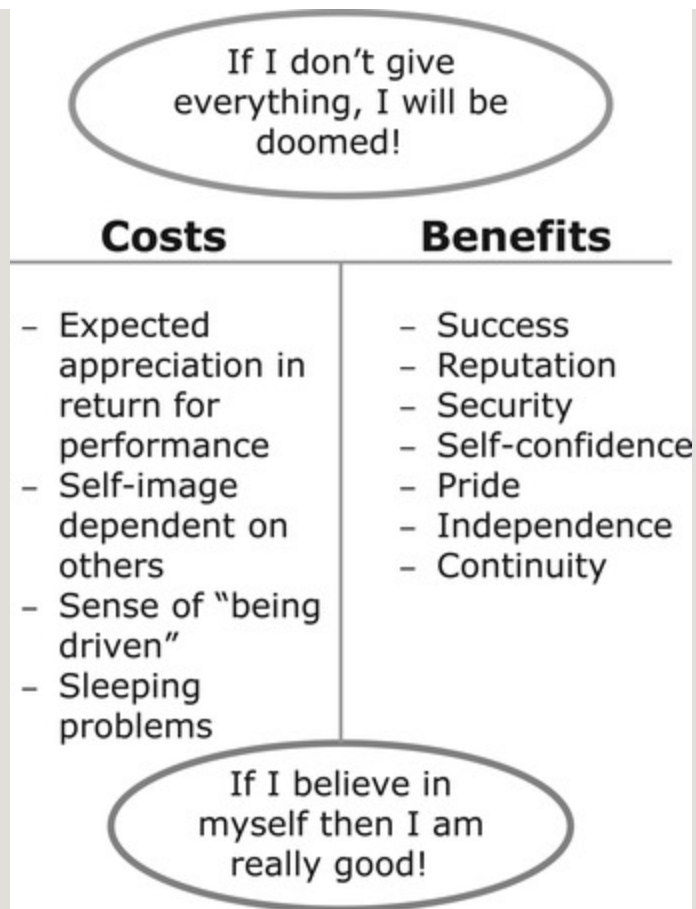 If I don't give
everything, I will be
doomed!
Costs
Benefits
– Expected
appreciation in
return for
performance
– Self-image
dependent on
others
– Sense of “being
driven”
– Sleeping
problems
– Success
– Reputation
– Security
– Self-confidence
– Pride
– Independence
– Continuity
If I believe in
myself then I am
really good!